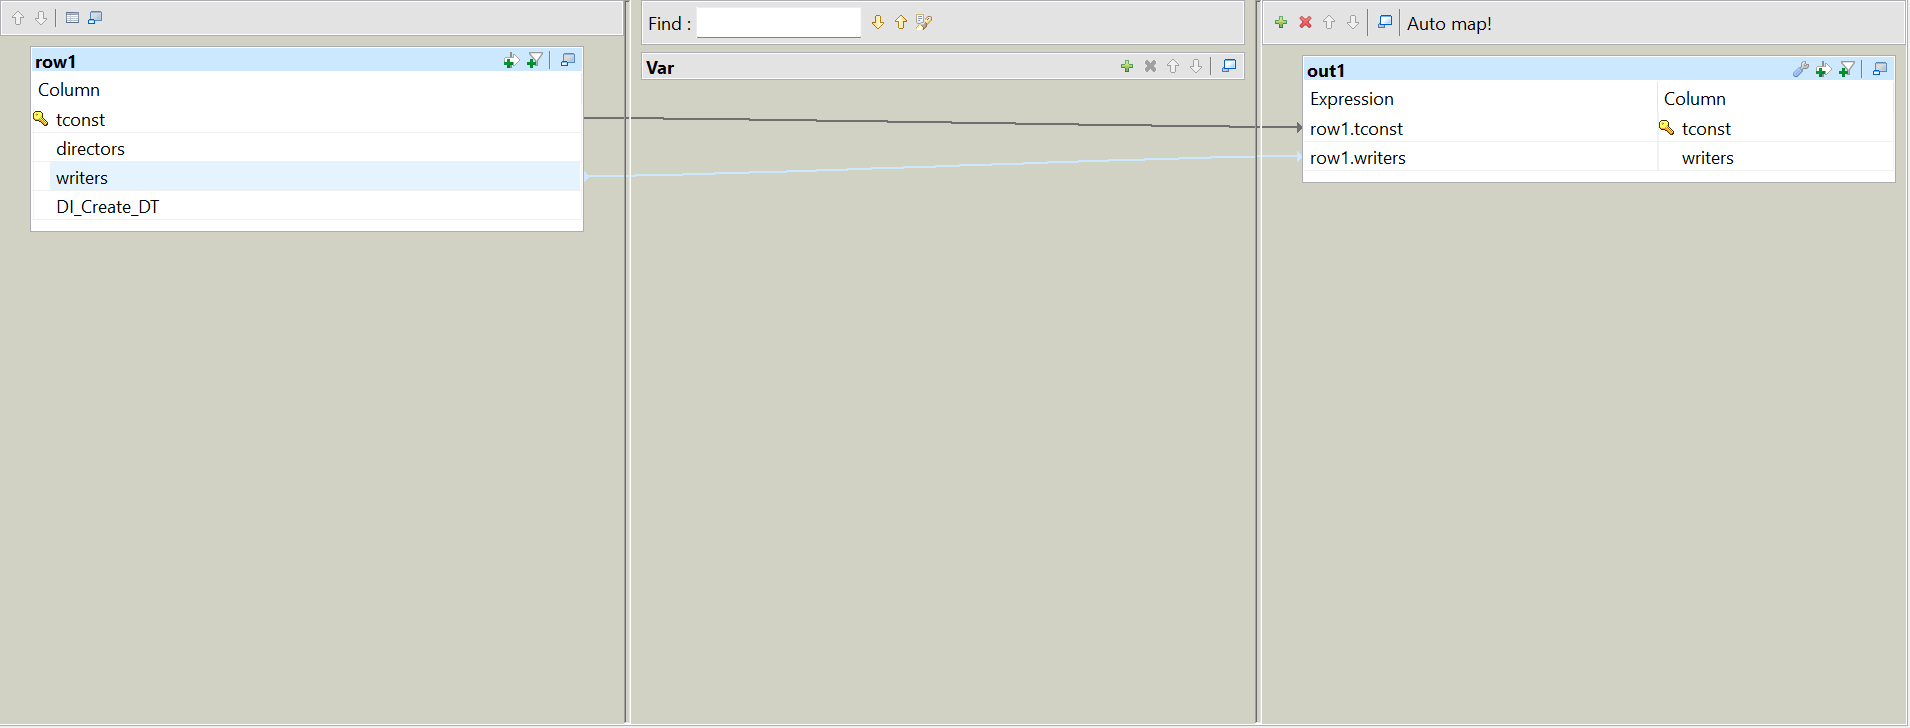 row1
Column
tconst
directors
writers
DI_Create_DT
Find :
Var
Auto map!
out1
Expression Column
row1.tconst tconst
row1.writers writers